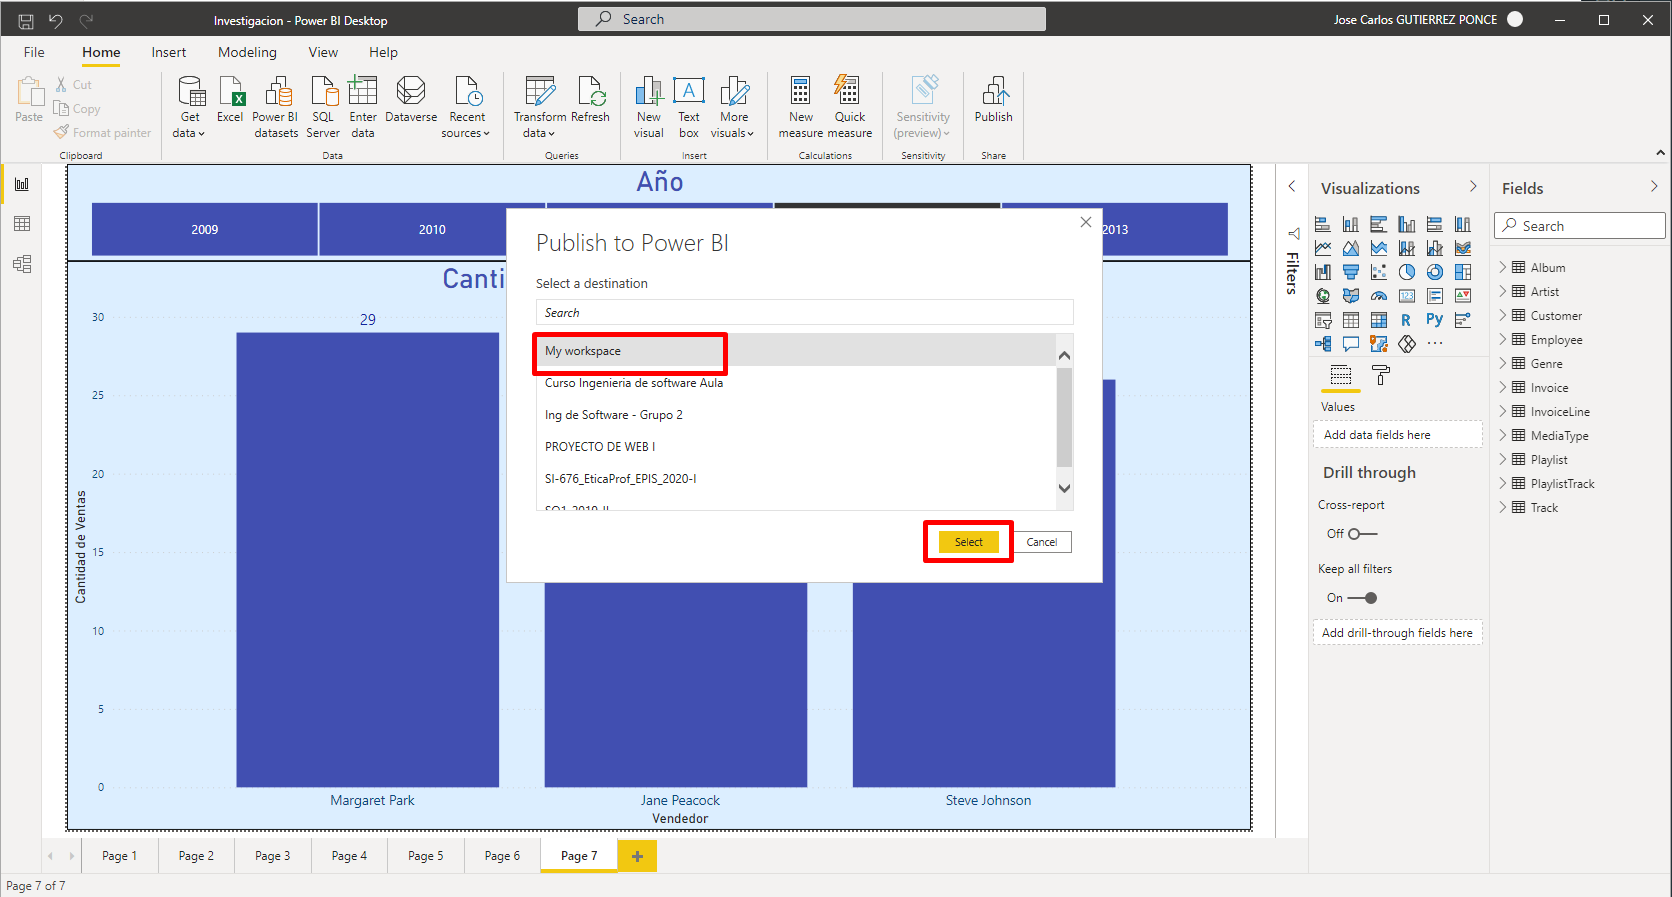 Investigacion - Power BI Desktop
Search
Jose Carlos GUTIERREZ PONCE
File
Home
Insert
Modeling
View
Help
Paste
Cut
Copy
Format painter
Clipboard
Get data
Excel
Power BI datasets
SQL Server
Enter data
Dataverse
Recent sources
Data
Transform data
Refresh
Queries
New visual
Text box
More visuals
Insert
New measure
Quick measure
Calculations
Sensitivity (preview)
Sensitivity
Publish
Share
Año
2009
2010
2013
Canti
30
25
20
15
10
5
0
Cantidad de Ventas
29
Margaret Park
Jane Peacock
Steve Johnson
Vendedor
Publish to Power BI
Select a destination
Search
My workspace
Curso Ingenieria de software Aula
Ing de Software - Grupo 2
PROYECTO DE WEB I
SI-676_EticaProf_EPIS_2020-I
Select
Cancel
Filters
Visualizations
123
R
Py
Values
Add data fields here
Drill through
Cross-report
Off
Keep all filters
On
Add drill-through fields here
Fields
Search
Album
Artist
Customer
Employee
Genre
Invoice
InvoiceLine
MediaType
Playlist
PlaylistTrack
Track
Page 1
Page 2
Page 3
Page 4
Page 5
Page 6
Page 7
Page 7 of 7